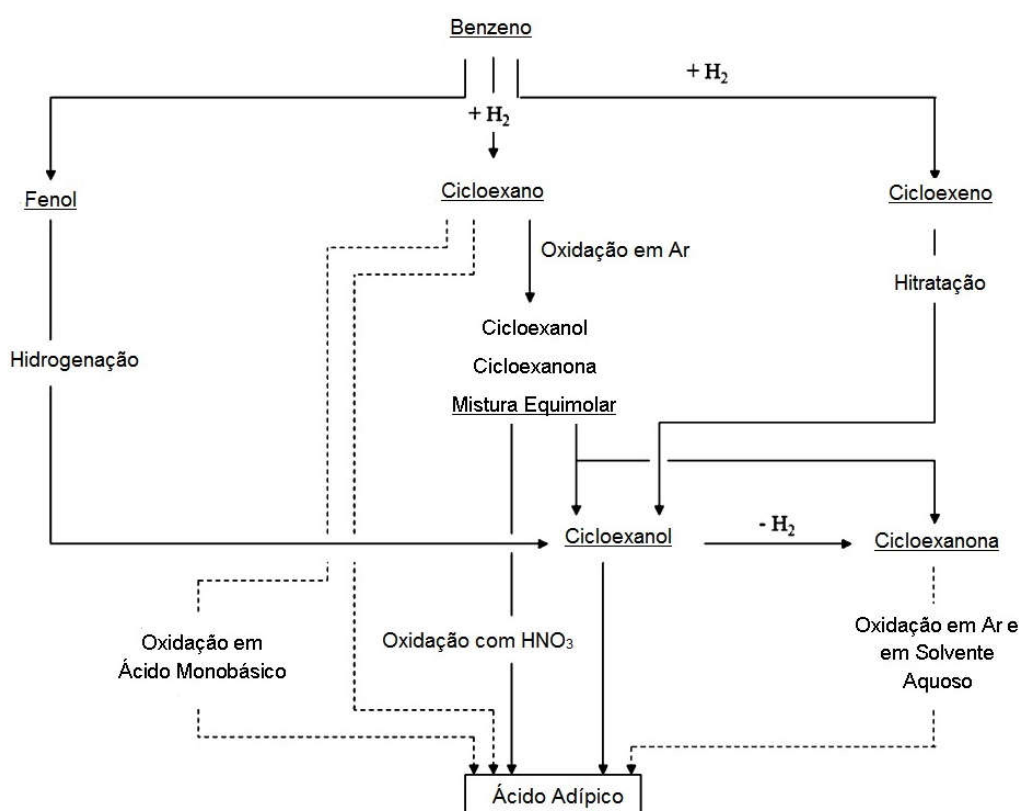 Benzeno
+ H₂
+ H₂
Fenol
Cicloexano
Cicloexeno
Oxidação em Ar
Hitratação
Cicloexanol
Hidrogenação
Cicloexanona
Mistura Equimolar
Cicloexanol
- H₂
Cicloexanona
Oxidação em
Ácido Monobásico
Oxidação com HNO₃
Oxidação em Ar e
em Solvente
Aquoso
Ácido Adípico